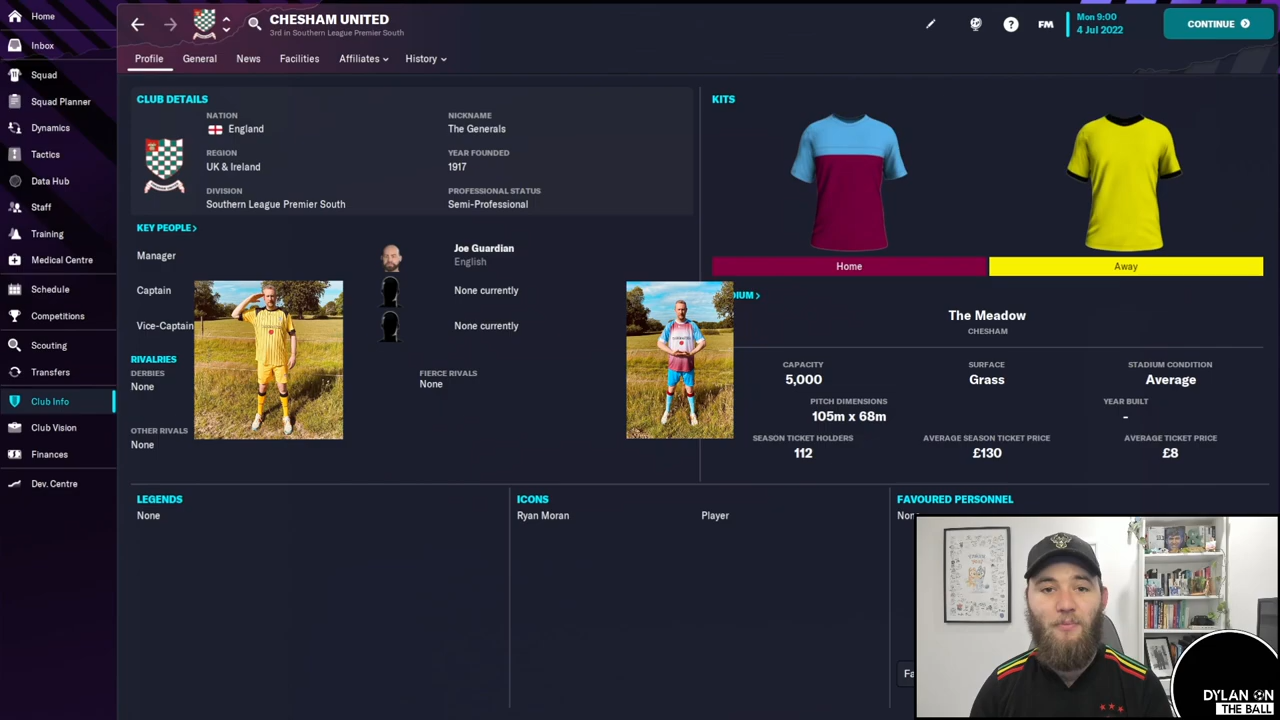 Home
Inbox
Squad
Squad Planner
Dynamics
Tactics
Data Hub
Staff
Training
Medical Centre
Schedule
Competitions
Scouting
Transfers
Club Info
Club Vision
Finances
Dev. Centre
CHESHAM UNITED
3rd in Southern League Premier South
FM
Mon 9:00
4 Jul 2022
CONTINUE
Profile
General
News
Facilities
Affiliates
History
CLUB DETAILS
NATION
England
NICKNAME
The Generals
REGION
UK & Ireland
YEAR FOUNDED
1917
DIVISION
Southern League Premier South
PROFESSIONAL STATUS
Semi-Professional
KEY PEOPLE >
Manager
Joe Guardian
English
Captain
None currently
Vice-Captain
None currently
RIVALRIES
DERBIES
None
FIERCE RIVALS
None
OTHER RIVALS
None
KITS
Home
Away
DIUM >
The Meadow
CHESHAM
CAPACITY
5,000
SURFACE
Grass
STADIUM CONDITION
Average
PITCH DIMENSIONS
105m x 68m
YEAR BUILT
-
SEASON TICKET HOLDERS
112
AVERAGE SEASON TICKET PRICE
£130
AVERAGE TICKET PRICE
£8
LEGENDS
None
ICONS
Ryan Moran
Player
FAVOURED PERSONNEL
Non
Fa
DYLAN ON
THE BALL